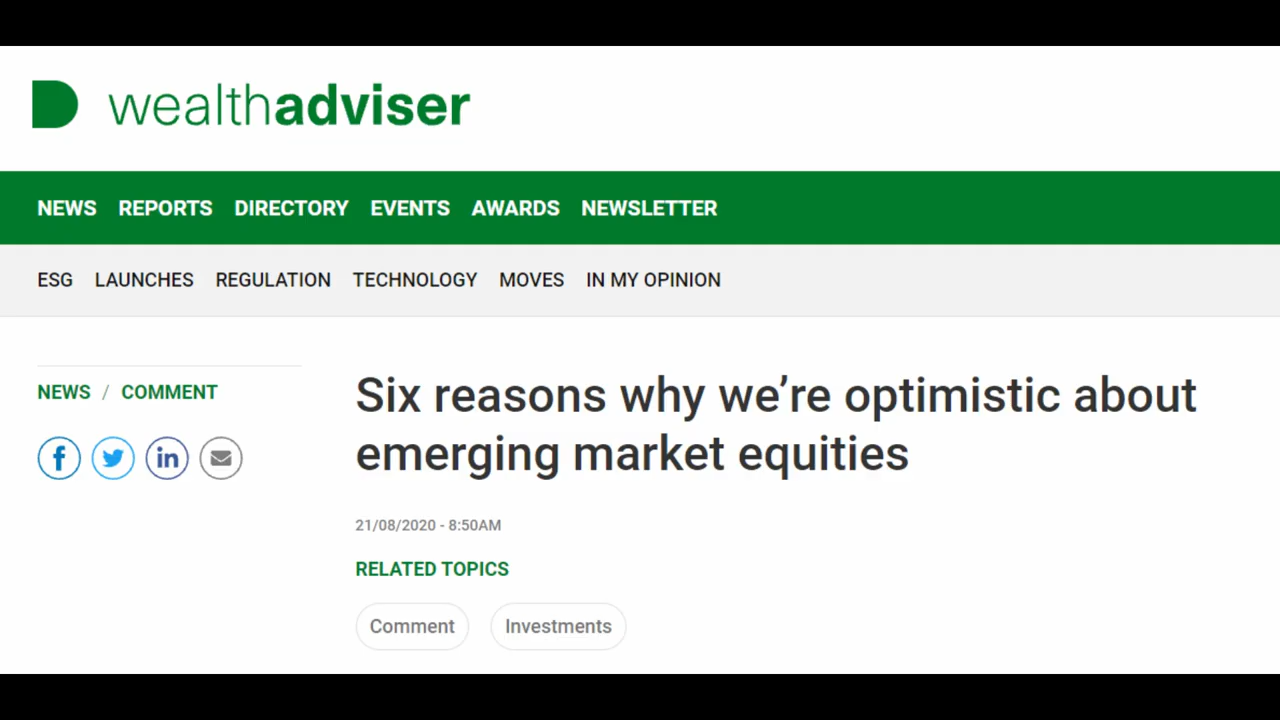 wealthadviser
NEWS REPORTS DIRECTORY EVENTS AWARDS NEWSLETTER
ESG LAUNCHES REGULATION TECHNOLOGY MOVES IN MY OPINION
NEWS / COMMENT
Six reasons why we’re optimistic about
emerging market equities
21/08/2020 - 8:50AM
RELATED TOPICS
Comment Investments